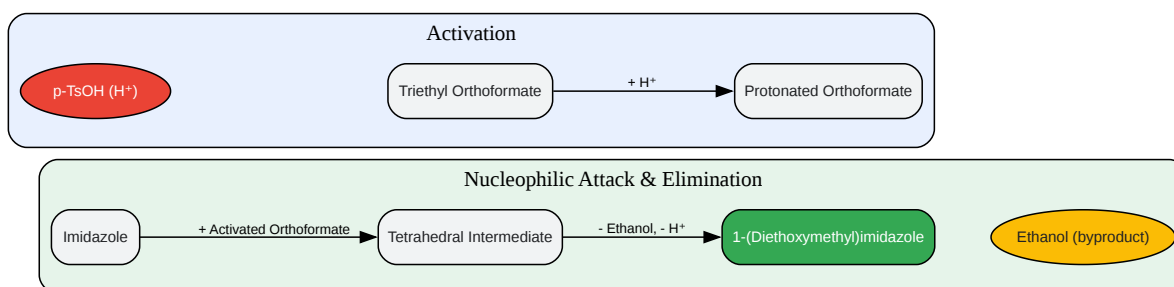 Activation
p-TsOH (H⁺)
Triethyl Orthoformate
+ H⁺
Protonated Orthoformate
Nucleophilic Attack & Elimination
Imidazole
+ Activated Orthoformate
Tetrahedral Intermediate
- Ethanol, - H⁺
1-(Diethoxymethyl)imidazole
Ethanol (byproduct)